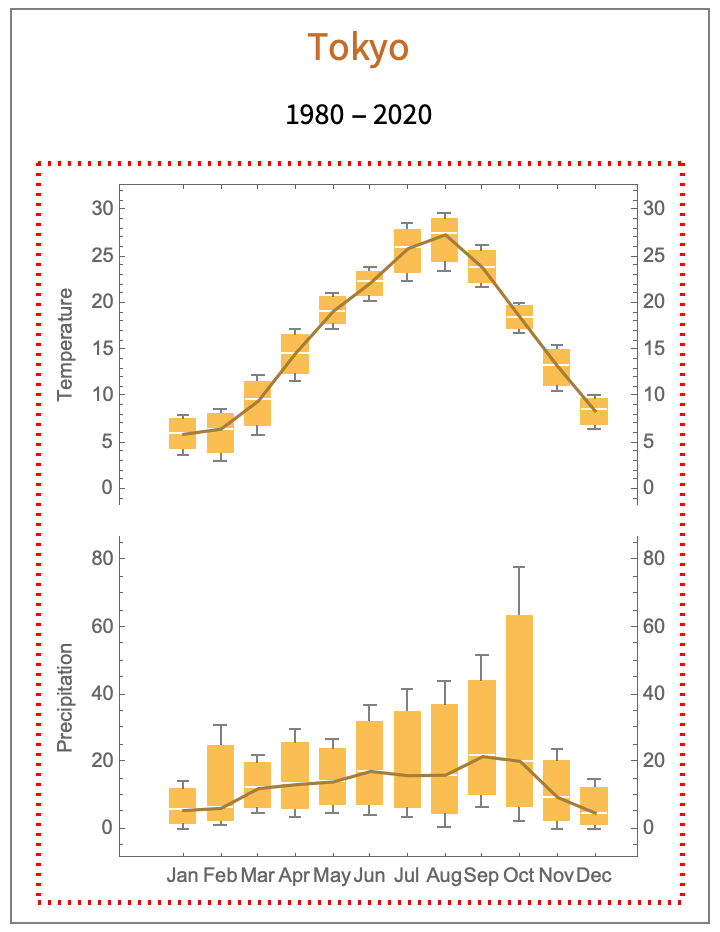 Tokyo
1980 – 2020
30 30
25 25
20 20
15 15
10 10
5 5
0 0
Temperature
80 80
60 60
40 40
20 20
0 0
Precipitation
Jan Feb Mar Apr May Jun Jul Aug Sep Oct Nov Dec